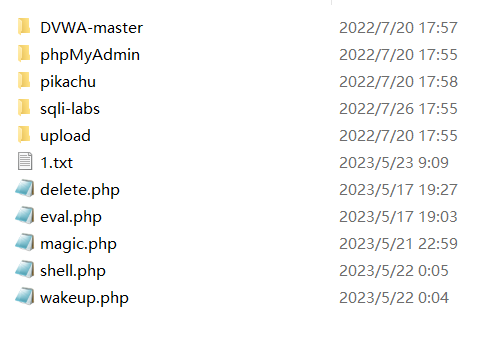 DVWA-master 2022/7/20 17:57
phpMyAdmin 2022/7/20 17:55
pikachu 2022/7/20 17:58
sqli-labs 2022/7/26 17:55
upload 2022/7/20 17:55
1.txt 2023/5/23 9:09
delete.php 2023/5/17 19:27
eval.php 2023/5/17 19:03
magic.php 2023/5/21 22:59
shell.php 2023/5/22 0:05
wakeup.php 2023/5/22 0:04